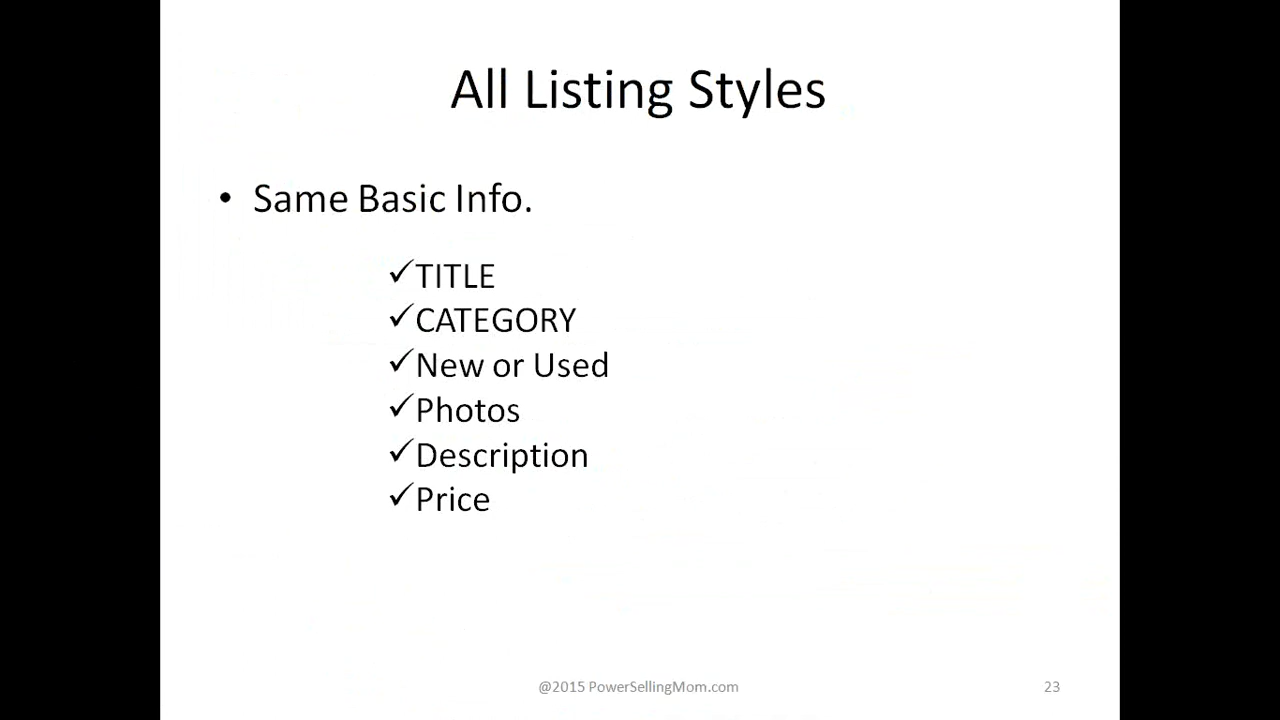 All Listing Styles
• Same Basic Info.
✓TITLE
✓CATEGORY
✓New or Used
✓Photos
✓Description
✓Price
@2015 PowerSellingMom.com
23